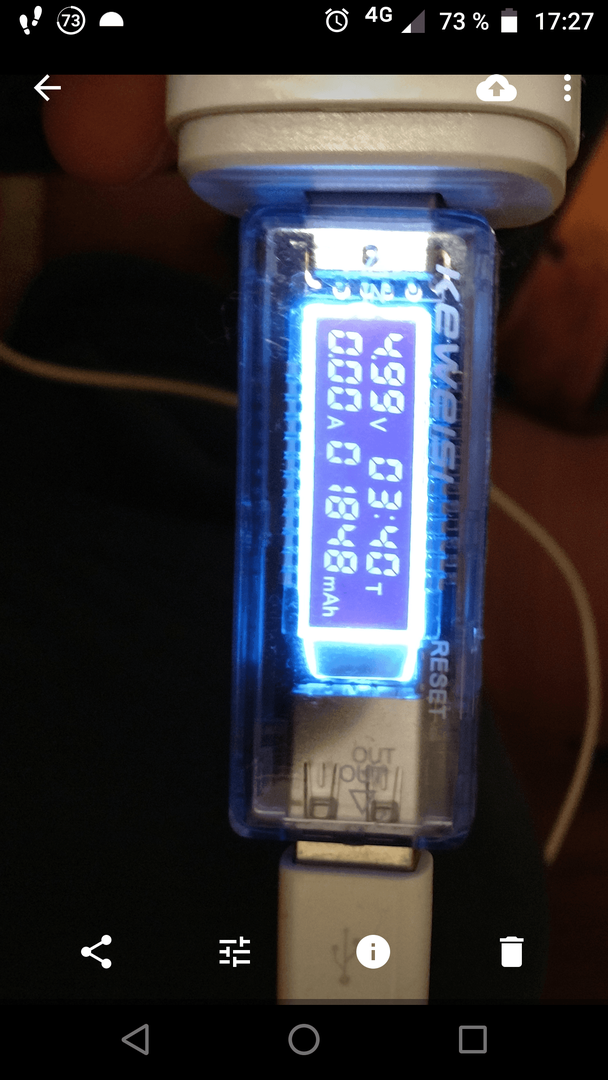 73
4G
73 %
17:27
KEWEISI
4.99 V 03:40 T
0.00 A 0 1848 mAh
RESET
OUT